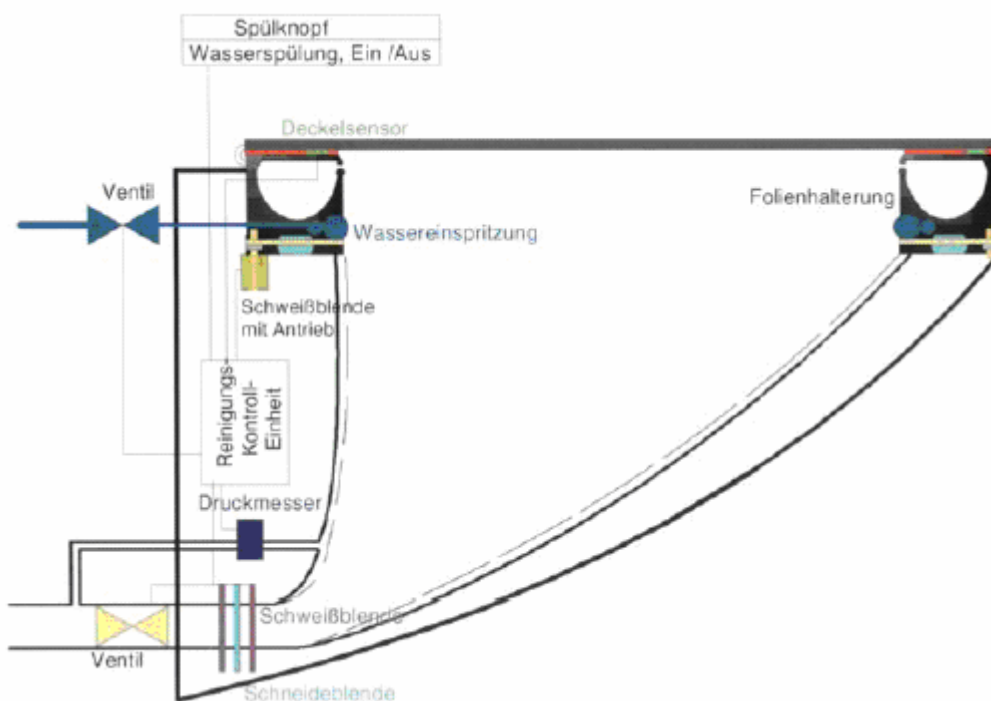 Spülknopf
Wasserspülung, Ein /Aus
Deckelsensor
Ventil
Folienhalterung
Wassereinspritzung
Schweißblende
mit Antrieb
Reinigungs-
Kontroll-
Einheit
Druckmesser
Schweißblende
Ventil
Schneideblende